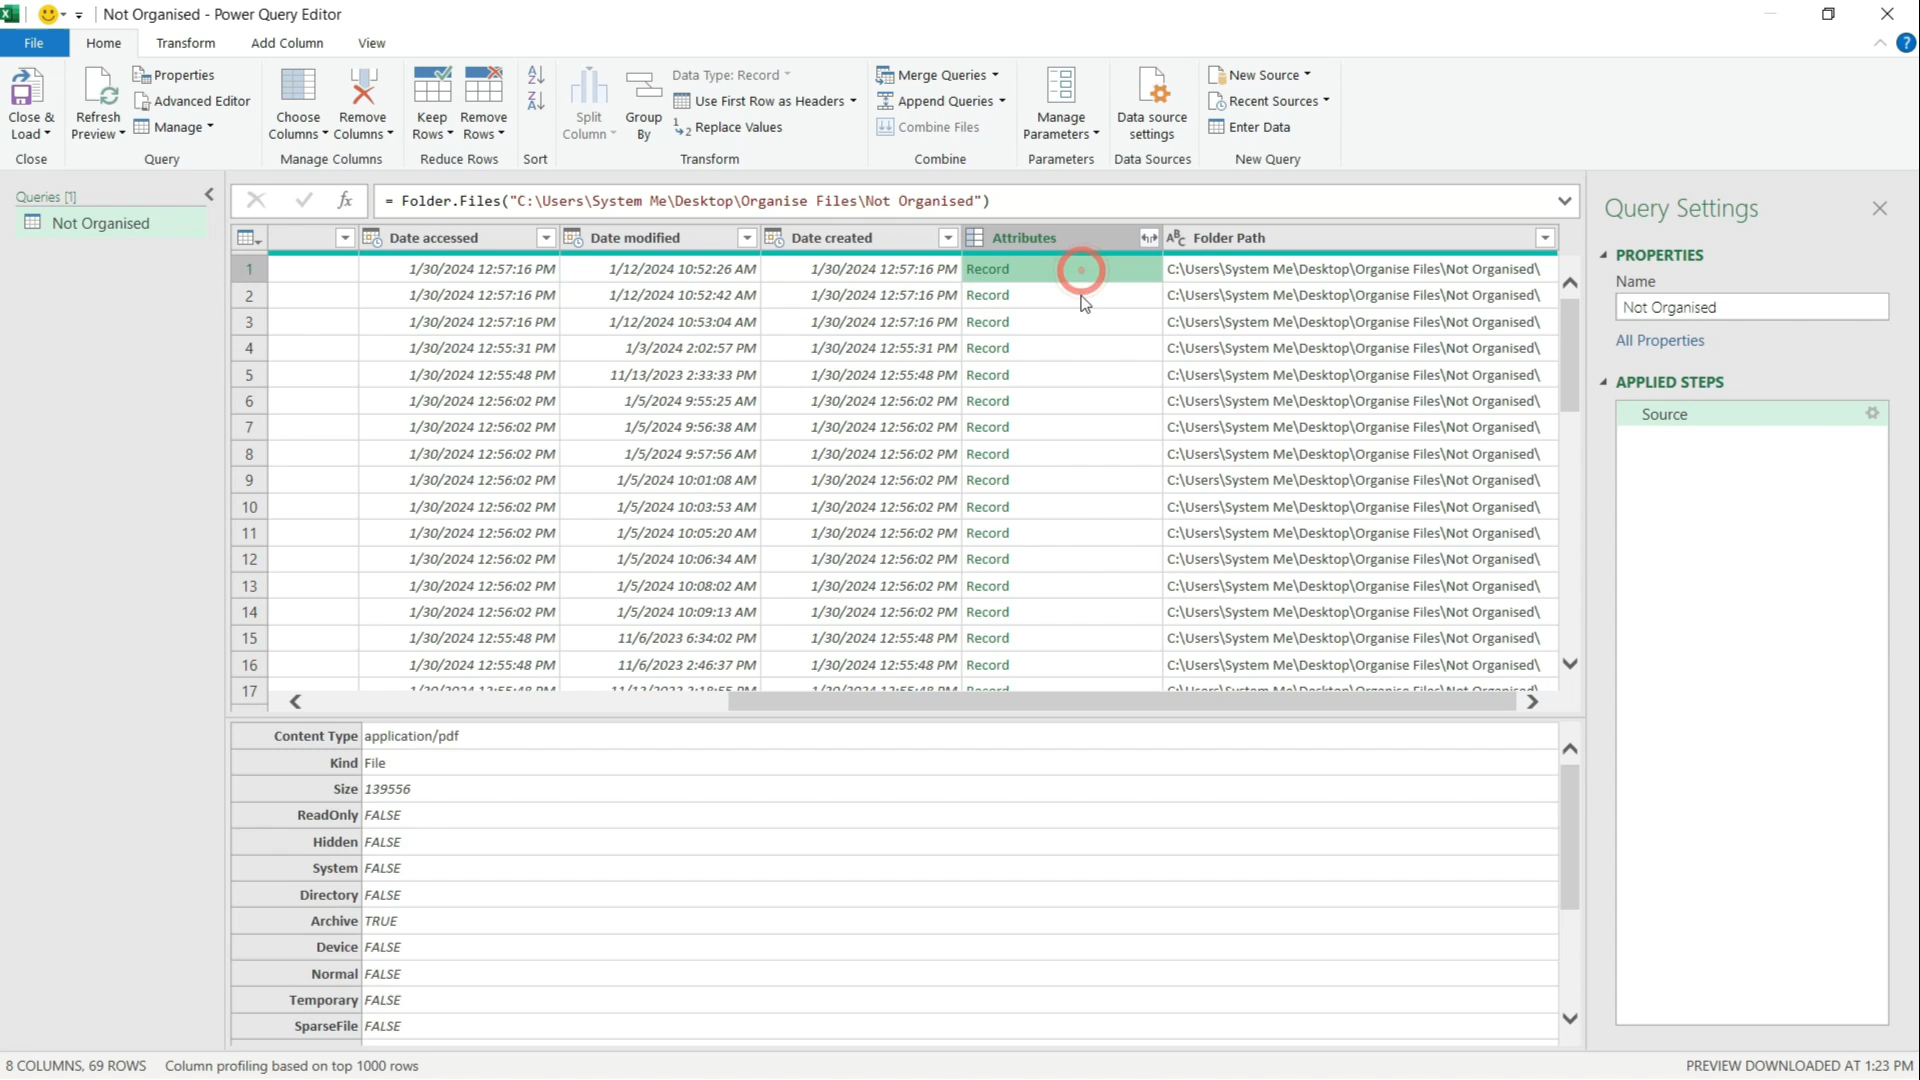 Not Organised - Power Query Editor
File Home Transform Add Column View
Close & Load
Refresh Preview
Properties
Advanced Editor
Manage
Choose Columns
Remove Columns
Keep Rows
Remove Rows
Split Column
Group By
Data Type: Record
Use First Row as Headers
Replace Values
Merge Queries
Append Queries
Combine Files
Manage Parameters
Data source settings
New Source
Recent Sources
Enter Data
Close Query Manage Columns Reduce Rows Sort Transform Combine Parameters Data Sources New Query
Queries [1]
Not Organised
fx = Folder.Files("C:\Users\System Me\Desktop\Organise Files\Not Organised")
Date accessed Date modified Date created Attributes ABC Folder Path
1 1/30/2024 12:57:16 PM 1/12/2024 10:52:26 AM 1/30/2024 12:57:16 PM Record C:\Users\System Me\Desktop\Organise Files\Not Organised\
2 1/30/2024 12:57:16 PM 1/12/2024 10:52:42 AM 1/30/2024 12:57:16 PM Record C:\Users\System Me\Desktop\Organise Files\Not Organised\
3 1/30/2024 12:57:16 PM 1/12/2024 10:53:04 AM 1/30/2024 12:57:16 PM Record C:\Users\System Me\Desktop\Organise Files\Not Organised\
4 1/30/2024 12:55:31 PM 1/3/2024 2:02:57 PM 1/30/2024 12:55:31 PM Record C:\Users\System Me\Desktop\Organise Files\Not Organised\
5 1/30/2024 12:55:48 PM 11/13/2023 2:33:33 PM 1/30/2024 12:55:48 PM Record C:\Users\System Me\Desktop\Organise Files\Not Organised\
6 1/30/2024 12:56:02 PM 1/5/2024 9:55:25 AM 1/30/2024 12:56:02 PM Record C:\Users\System Me\Desktop\Organise Files\Not Organised\
7 1/30/2024 12:56:02 PM 1/5/2024 9:56:38 AM 1/30/2024 12:56:02 PM Record C:\Users\System Me\Desktop\Organise Files\Not Organised\
8 1/30/2024 12:56:02 PM 1/5/2024 9:57:56 AM 1/30/2024 12:56:02 PM Record C:\Users\System Me\Desktop\Organise Files\Not Organised\
9 1/30/2024 12:56:02 PM 1/5/2024 10:01:08 AM 1/30/2024 12:56:02 PM Record C:\Users\System Me\Desktop\Organise Files\Not Organised\
10 1/30/2024 12:56:02 PM 1/5/2024 10:03:53 AM 1/30/2024 12:56:02 PM Record C:\Users\System Me\Desktop\Organise Files\Not Organised\
11 1/30/2024 12:56:02 PM 1/5/2024 10:05:20 AM 1/30/2024 12:56:02 PM Record C:\Users\System Me\Desktop\Organise Files\Not Organised\
12 1/30/2024 12:56:02 PM 1/5/2024 10:06:34 AM 1/30/2024 12:56:02 PM Record C:\Users\System Me\Desktop\Organise Files\Not Organised\
13 1/30/2024 12:56:02 PM 1/5/2024 10:08:02 AM 1/30/2024 12:56:02 PM Record C:\Users\System Me\Desktop\Organise Files\Not Organised\
14 1/30/2024 12:56:02 PM 1/5/2024 10:09:13 AM 1/30/2024 12:56:02 PM Record C:\Users\System Me\Desktop\Organise Files\Not Organised\
15 1/30/2024 12:55:48 PM 11/6/2023 6:34:02 PM 1/30/2024 12:55:48 PM Record C:\Users\System Me\Desktop\Organise Files\Not Organised\
16 1/30/2024 12:55:48 PM 11/6/2023 2:46:37 PM 1/30/2024 12:55:48 PM Record C:\Users\System Me\Desktop\Organise Files\Not Organised\
17
Content Type application/pdf
Kind File
Size 139556
ReadOnly FALSE
Hidden FALSE
System FALSE
Directory FALSE
Archive TRUE
Device FALSE
Normal FALSE
Temporary FALSE
SparseFile FALSE
Query Settings
PROPERTIES
Name
Not Organised
All Properties
APPLIED STEPS
Source
8 COLUMNS, 69 ROWS Column profiling based on top 1000 rows PREVIEW DOWNLOADED AT 1:23 PM